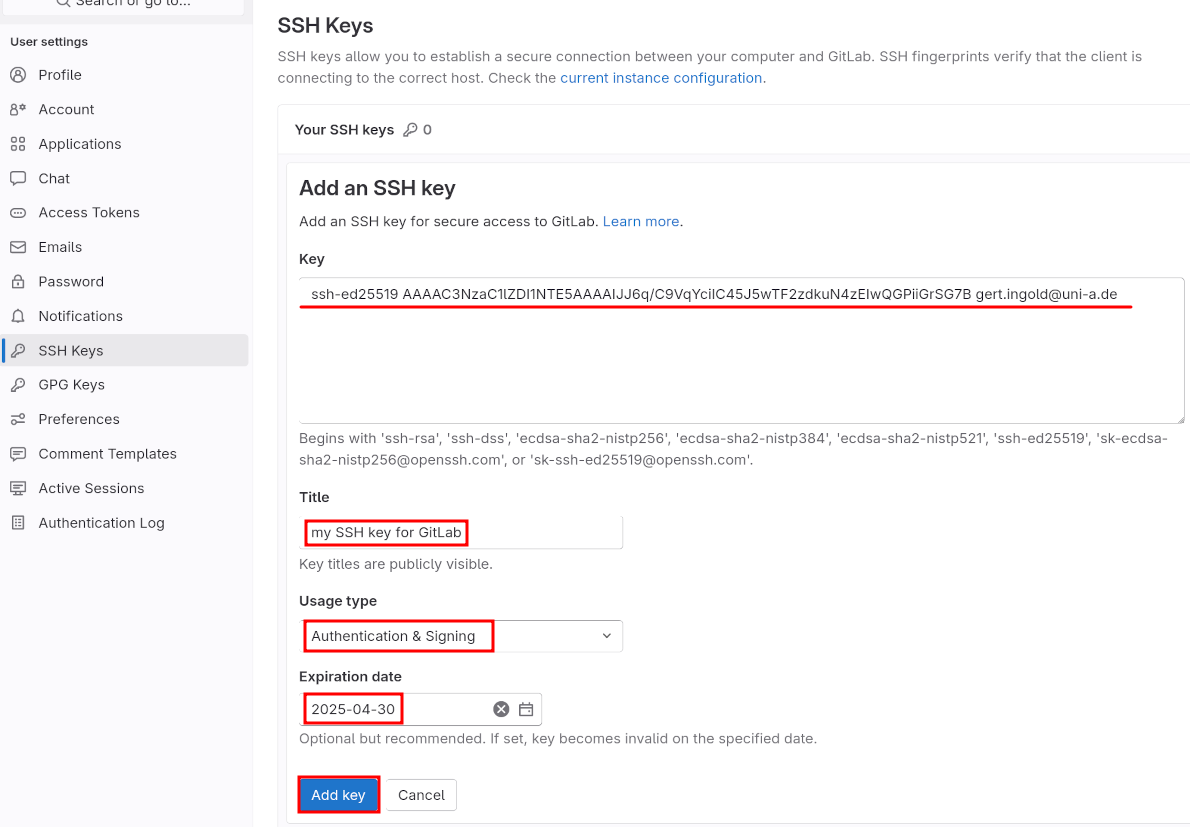 Search or go to...
User settings
Profile
Account
Applications
Chat
Access Tokens
Emails
Password
Notifications
SSH Keys
GPG Keys
Preferences
Comment Templates
Active Sessions
Authentication Log
SSH Keys
SSH keys allow you to establish a secure connection between your computer and GitLab. SSH fingerprints verify that the client is
connecting to the correct host. Check the current instance configuration.
Your SSH keys 0
Add an SSH key
Add an SSH key for secure access to GitLab. Learn more.
Key
ssh-ed25519 AAAAC3NzaC1lZDI1NTE5AAAAIJJ6q/C9VqYciIC45J5wTF2zdkuN4zEIwQGPiiGrSG7B gert.ingold@uni-a.de
Begins with 'ssh-rsa', 'ssh-dss', 'ecdsa-sha2-nistp256', 'ecdsa-sha2-nistp384', 'ecdsa-sha2-nistp521', 'ssh-ed25519', 'sk-ecdsa-
sha2-nistp256@openssh.com', or 'sk-ssh-ed25519@openssh.com'.
Title
my SSH key for GitLab
Key titles are publicly visible.
Usage type
Authentication & Signing
Expiration date
2025-04-30
Optional but recommended. If set, key becomes invalid on the specified date.
Add key Cancel